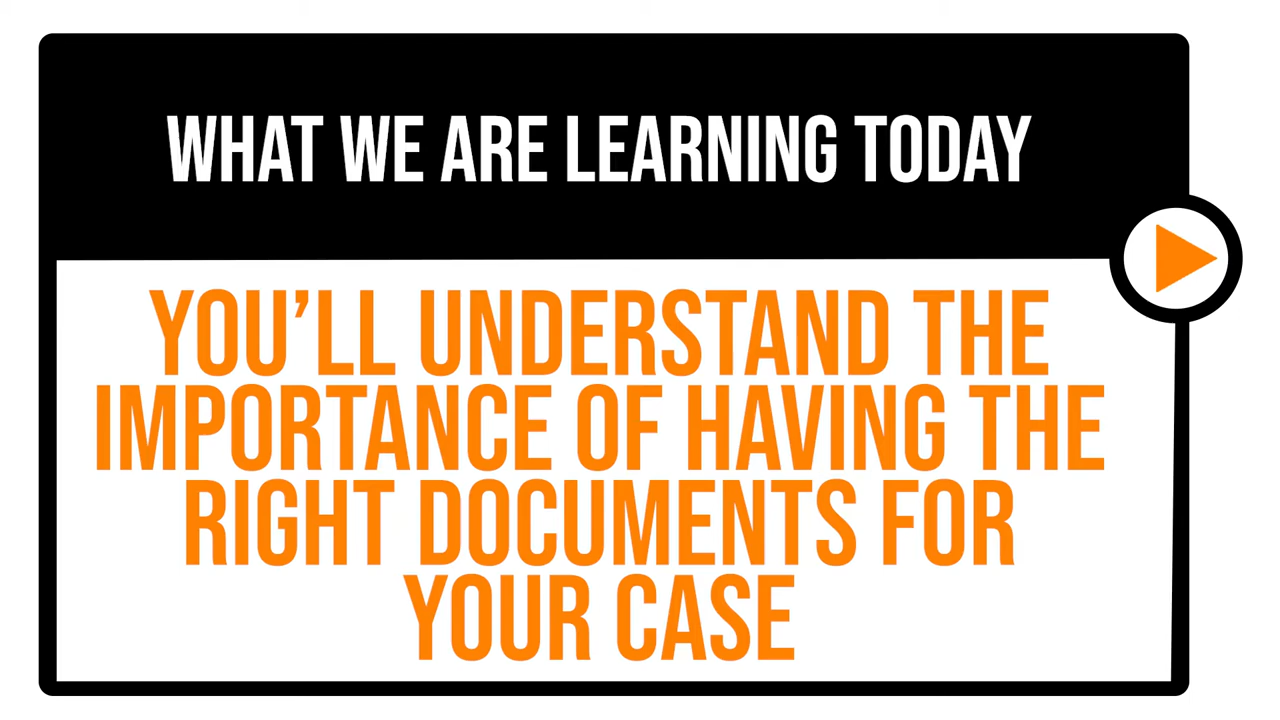 WHAT WE ARE LEARNING TODAY
YOU'LL UNDERSTAND THE
IMPORTANCE OF HAVING THE
RIGHT DOCUMENTS FOR
YOUR CASE